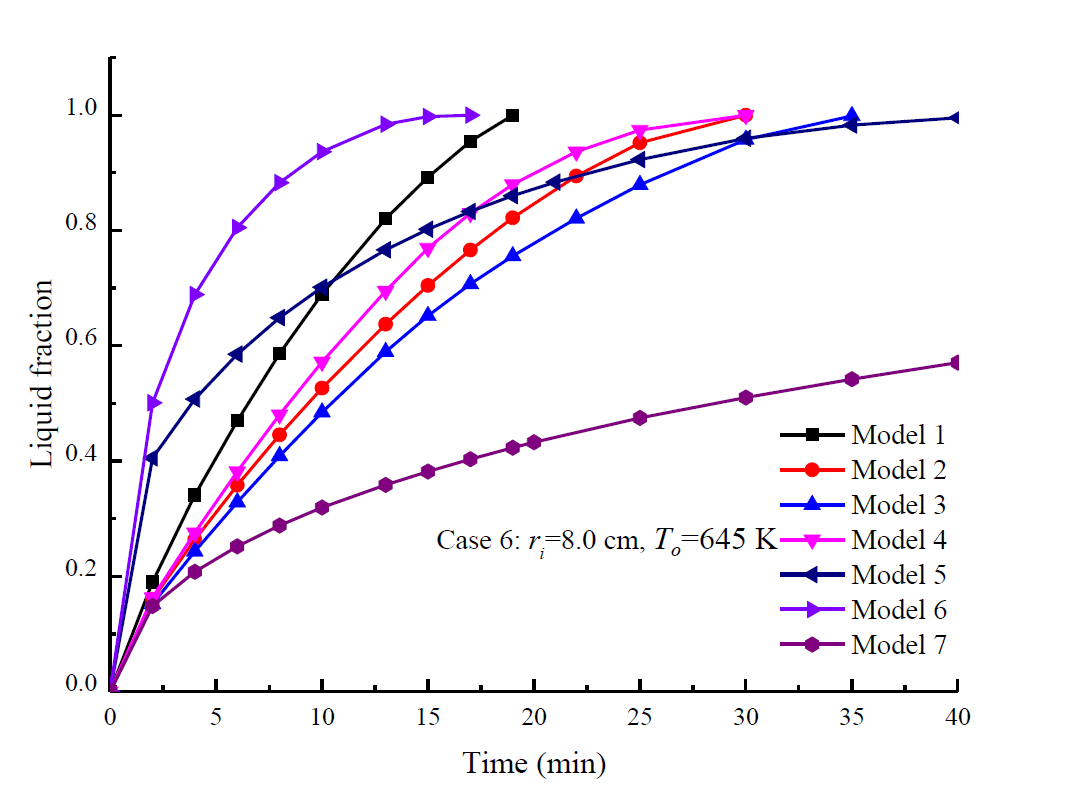 1.0
0.8
0.6
0.4
0.2
0.0
Liquid fraction
0 5 10 15 20 25 30 35 40
Time (min)
Case 6: ri=8.0 cm, To=645 K
Model 1
Model 2
Model 3
Model 4
Model 5
Model 6
Model 7